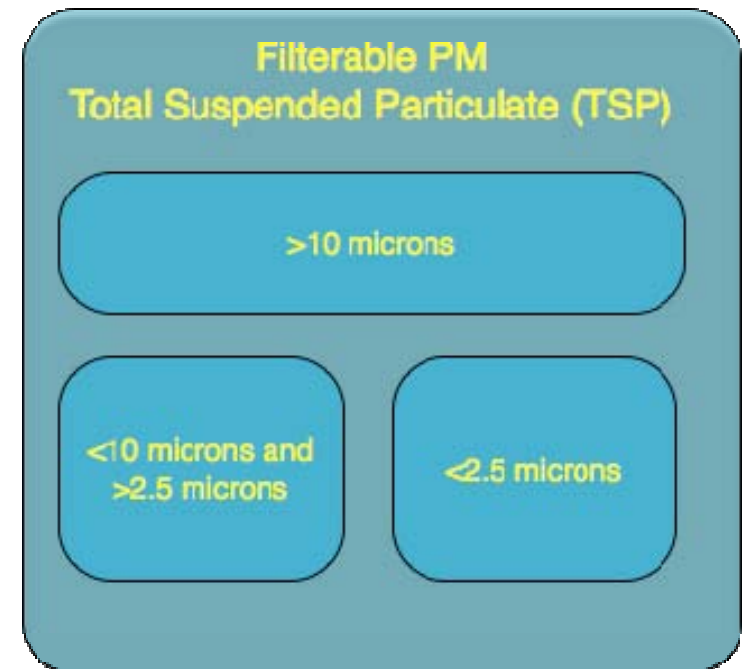 Filterable PM
Total Suspended Particulate (TSP)
>10 microns
<10 microns and
>2.5 microns
<2.5 microns